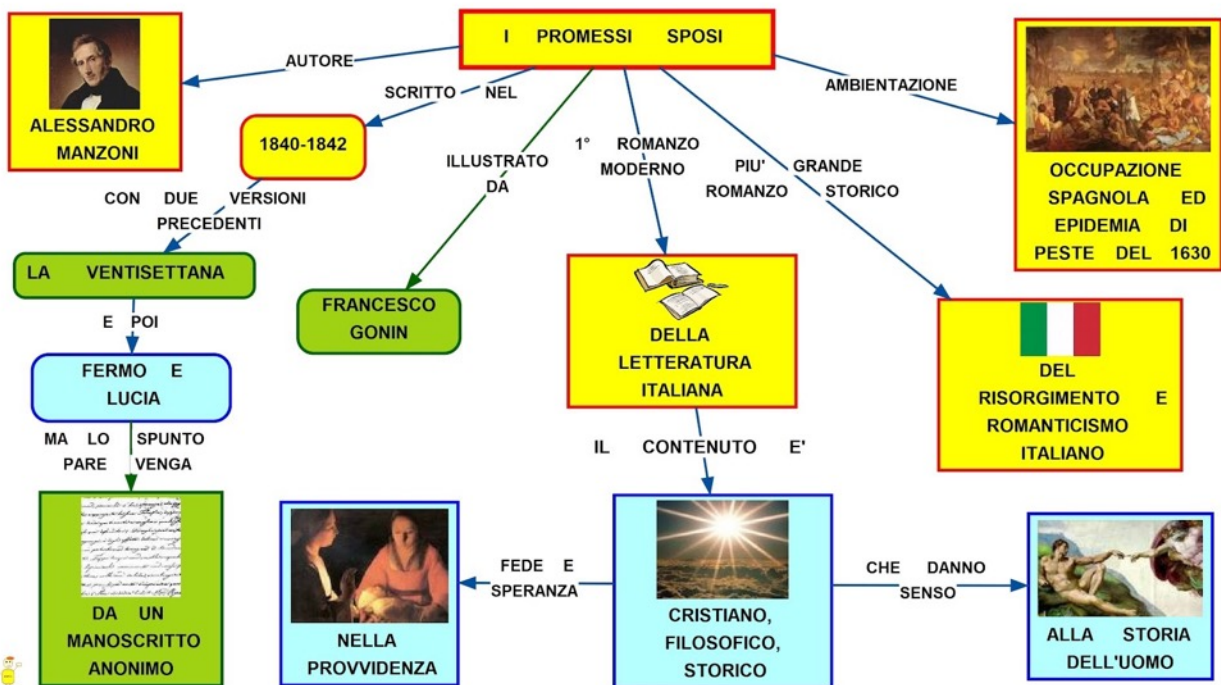 I PROMESSI SPOSI
AUTORE
ALESSANDRO
MANZONI
SCRITTO NEL
1840-1842
CON DUE VERSIONI
PRECEDENTI
LA VENTISETTANA
E POI
FERMO E
LUCIA
MA LO SPUNTO
PARE VENGA
DA UN
MANOSCRITTO
ANONIMO
ILLUSTRATO
DA
FRANCESCO
GONIN
1° ROMANZO
MODERNO
DELLA
LETTERATURA
ITALIANA
IL CONTENUTO E'
CRISTIANO,
FILOSOFICO,
STORICO
FEDE E
SPERANZA
NELLA
PROVVIDENZA
CHE DANNO
SENSO
ALLA STORIA
DELL'UOMO
PIU' GRANDE
ROMANZO STORICO
DEL
RISORGIMENTO E
ROMANTICISMO
ITALIANO
AMBIENTAZIONE
OCCUPAZIONE
SPAGNOLA ED
EPIDEMIA DI
PESTE DEL 1630